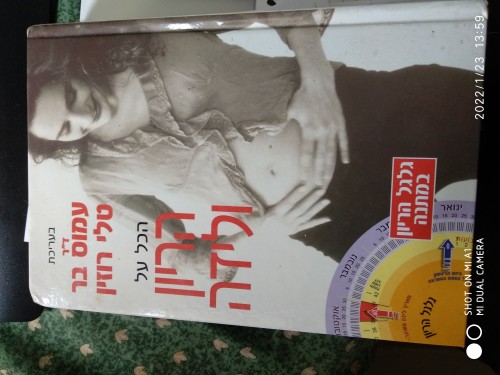 בעריכת
ד"ר
עמוס בר
טלי רוזין
הכל על
הריון
ולידה
גלגל הריון
במתנה
ינואר
נובמבר
אוקטובר
גלגל הריון
2022/1/23 13:59
SHOT ON MI A1
MI DUAL CAMERA